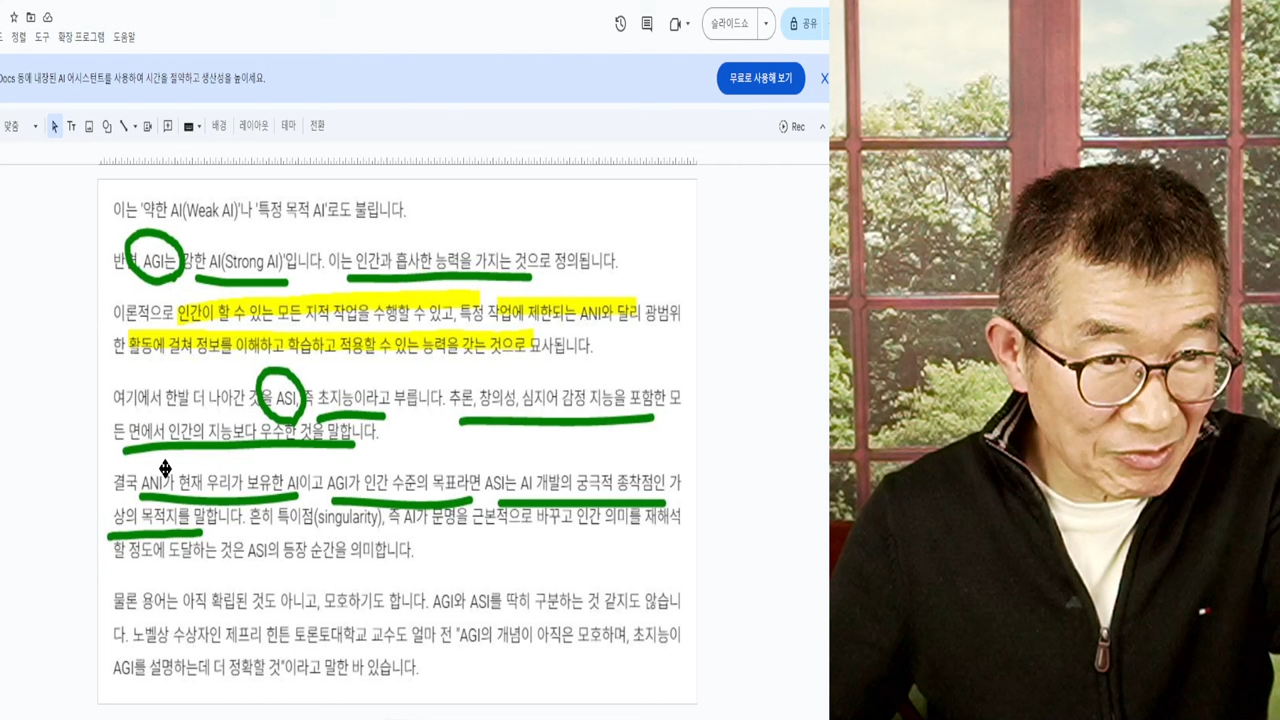 정렬 도구 확장 프로그램 도움말
슬라이드쇼
공유
Docs 등에 내장된 AI 어시스턴트를 사용하여 시간을 절약하고 생산성을 높이세요.
무료로 사용해 보기
X
맞춤
배경 레이아웃 테마 전환
Rec
이는 '약한 AI(Weak AI)'나 '특정 목적 AI'로도 불립니다.
AGI는 '강한 AI(Strong AI)'입니다. 이는 인간과 흡사한 능력을 가지는 것으로 정의됩니다.
이론적으로 인간이 할 수 있는 모든 지적 작업을 수행할 수 있고, 특정 작업에 제한되는 ANI와 달리 광범위
한 활동에 걸쳐 정보를 이해하고 학습하고 적용할 수 있는 능력을 갖는 것으로 묘사됩니다.
여기에서 한발 더 나아간 것을 ASI, 즉 초지능이라고 부릅니다. 추론, 창의성, 심지어 감정 지능을 포함한 모
든 면에서 인간의 지능보다 우수한 것을 말합니다.
결국 ANI가 현재 우리가 보유한 AI이고 AGI가 인간 수준의 목표라면 ASI는 AI 개발의 궁극적 종착점인 가
상의 목적지를 말합니다. 흔히 특이점(singularity), 즉 AI가 문명을 근본적으로 바꾸고 인간 의미를 재해석
할 정도에 도달하는 것은 ASI의 등장 순간을 의미합니다.
물론 용어는 아직 확립된 것도 아니고, 모호하기도 합니다. AGI와 ASI를 딱히 구분하는 것 같지도 않습니
다. 노벨상 수상자인 제프리 힌튼 토론토대학교 교수도 얼마 전 "AGI의 개념이 아직은 모호하며, 초지능이
AGI를 설명하는데 더 정확할 것"이라고 말한 바 있습니다.